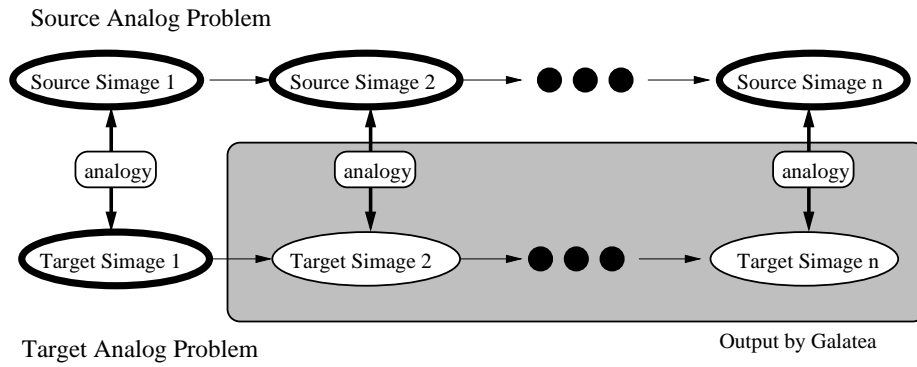 Source Analog Problem
Source Simage 1
Source Simage 2
Source Simage n
analogy
analogy
analogy
Target Simage 1
Target Simage 2
Target Simage n
Output by Galatea
Target Analog Problem